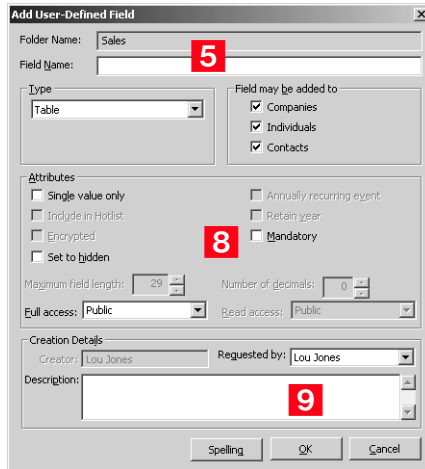 Add User-Defined Field
Folder Name: Sales
5
Field Name:
Type
Table
Field may be added to
Companies
Individuals
Contacts
Attributes
Single value only
Annually recurring event
Include in Hotlist
Retain year
Encrypted
8
Mandatory
Set to hidden
Maximum field length: 29
Number of decimals: 0
Full access: Public
Read access: Public
Creation Details
Creator: Lou Jones
Requested by: Lou Jones
Description:
9
Spelling
OK
Cancel